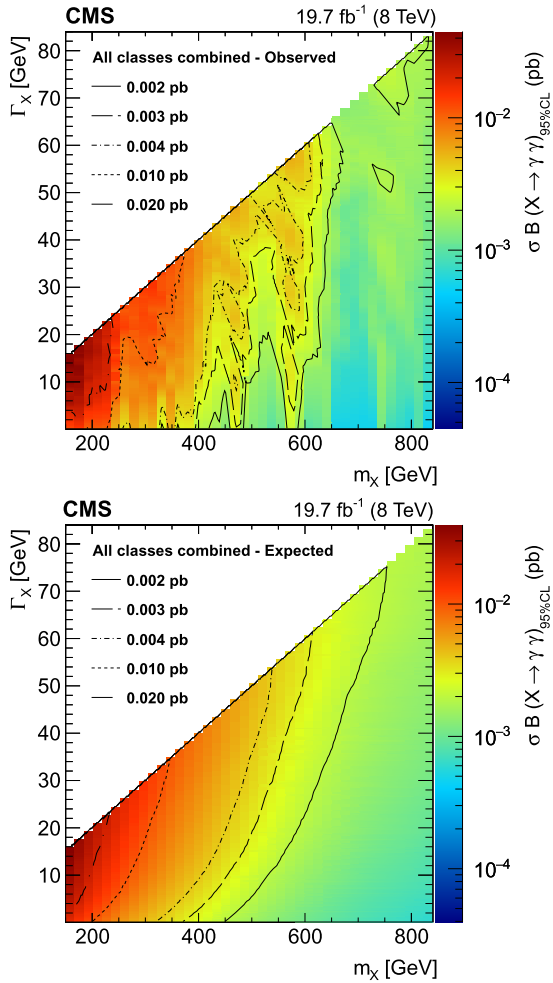 CMS 19.7 fb⁻¹ (8 TeV)
Γ_X [GeV]
All classes combined - Observed
0.002 pb
0.003 pb
0.004 pb
0.010 pb
0.020 pb
80
70
60
50
40
30
20
10
200 400 600 800
m_X [GeV]
10⁻²
10⁻³
10⁻⁴
σ B (X → γ γ)_95%CL (pb)
CMS 19.7 fb⁻¹ (8 TeV)
Γ_X [GeV]
All classes combined - Expected
0.002 pb
0.003 pb
0.004 pb
0.010 pb
0.020 pb
80
70
60
50
40
30
20
10
200 400 600 800
m_X [GeV]
10⁻²
10⁻³
10⁻⁴
σ B (X → γ γ)_95%CL (pb)